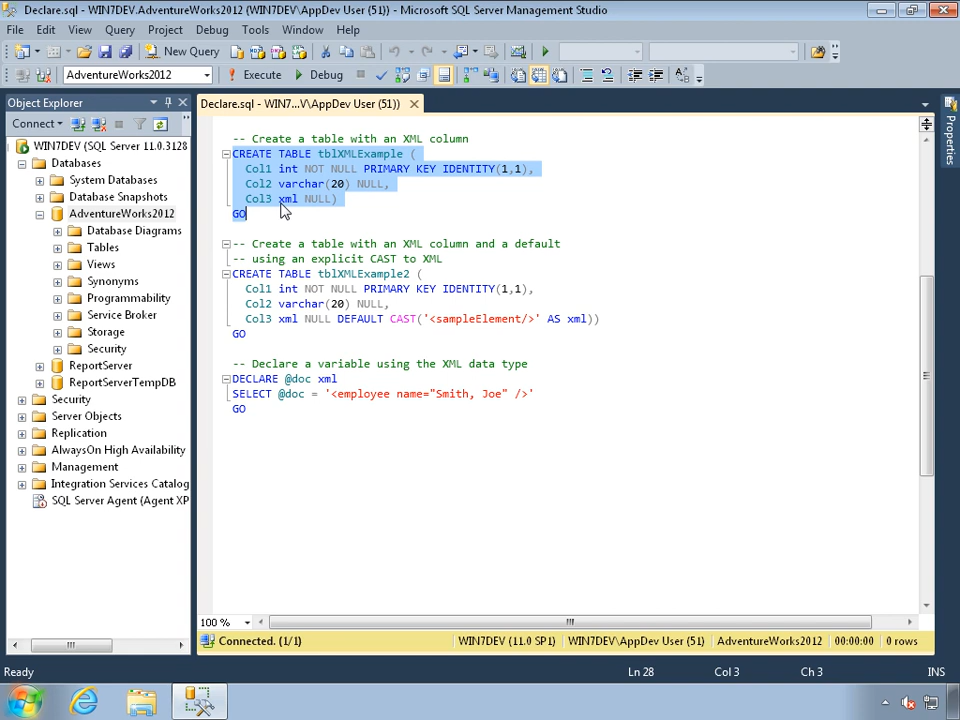 Declare.sql - WIN7DEV.AdventureWorks2012 (WIN7DEV\AppDev User (51)) - Microsoft SQL Server Management Studio
File Edit View Query Project Debug Tools Window Help
New Query
AdventureWorks2012 Execute Debug
Object Explorer
Connect
WIN7DEV (SQL Server 11.0.3128
Databases
System Databases
Database Snapshots
AdventureWorks2012
Database Diagrams
Tables
Views
Synonyms
Programmability
Service Broker
Storage
Security
ReportServer
ReportServerTempDB
Security
Server Objects
Replication
AlwaysOn High Availability
Management
Integration Services Catalog
SQL Server Agent (Agent XP
Declare.sql - WIN7...V\AppDev User (51))
-- Create a table with an XML column
CREATE TABLE tblXMLExample (
Col1 int NOT NULL PRIMARY KEY IDENTITY(1,1),
Col2 varchar(20) NULL,
Col3 xml NULL)
GO
-- Create a table with an XML column and a default
-- using an explicit CAST to XML
CREATE TABLE tblXMLExample2 (
Col1 int NOT NULL PRIMARY KEY IDENTITY(1,1),
Col2 varchar(20) NULL,
Col3 xml NULL DEFAULT CAST('<sampleElement/>' AS xml))
GO
-- Declare a variable using the XML data type
DECLARE @doc xml
SELECT @doc = '<employee name="Smith, Joe" />'
GO
100 %
Connected. (1/1) WIN7DEV (11.0 SP1) WIN7DEV\AppDev User (51) AdventureWorks2012 00:00:00 0 rows
Properties
Ready Ln 28 Col 3 Ch 3 INS